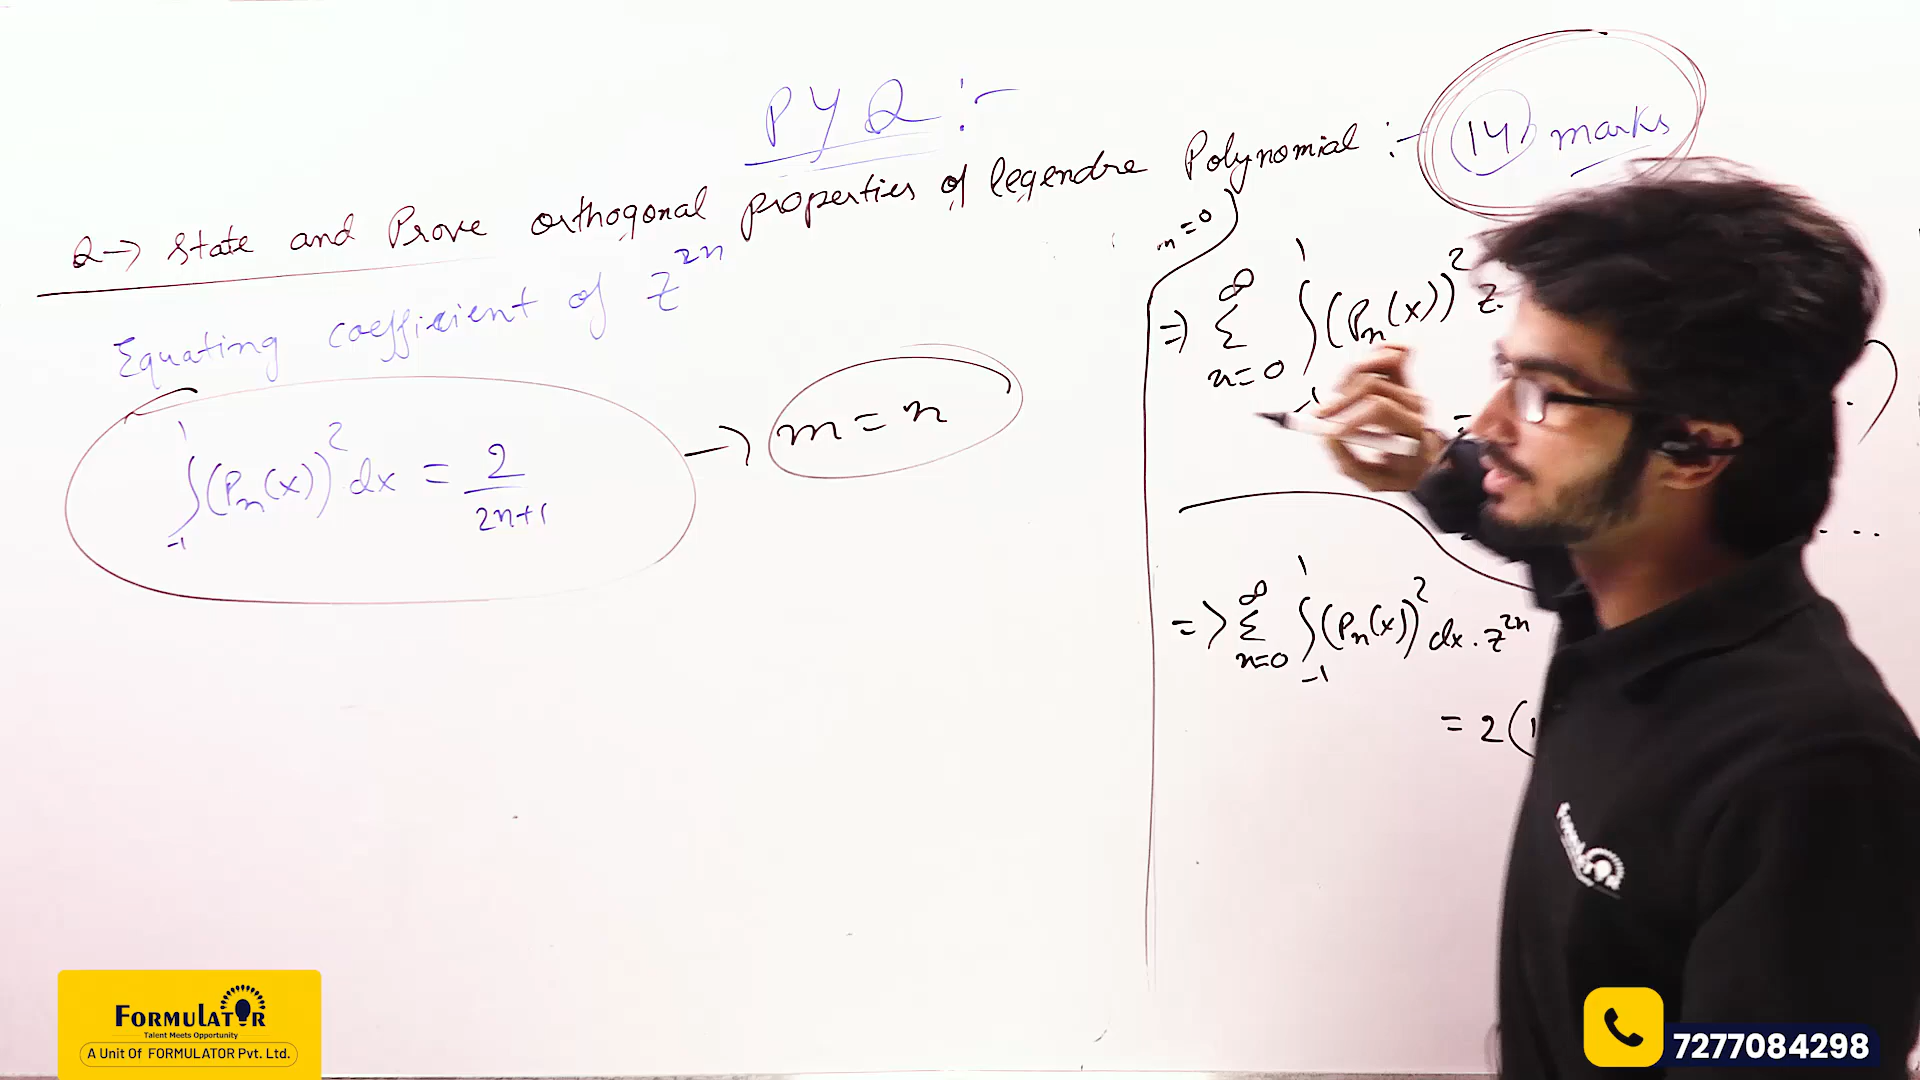 PYQ :-
Q→ State and Prove orthogonal properties of legendre Polynomial :- (14) marks
Equating coefficient of z^{2n}
∫_{-1}^{1} (P_n(x))^2 dx = 2/(2n+1) → m = n
m=0
⇒ ∑_{n=0}^{∞} ∫_{-1}^{1} (P_n(x))^2 z
=
⇒ ∑_{n=0}^{∞} ∫_{-1}^{1} (P_n(x))^2 dx . z^{2n}
= 2(1
FORMULATOR
Talent Meets Opportunity
A Unit Of FORMULATOR Pvt. Ltd.
7277084298